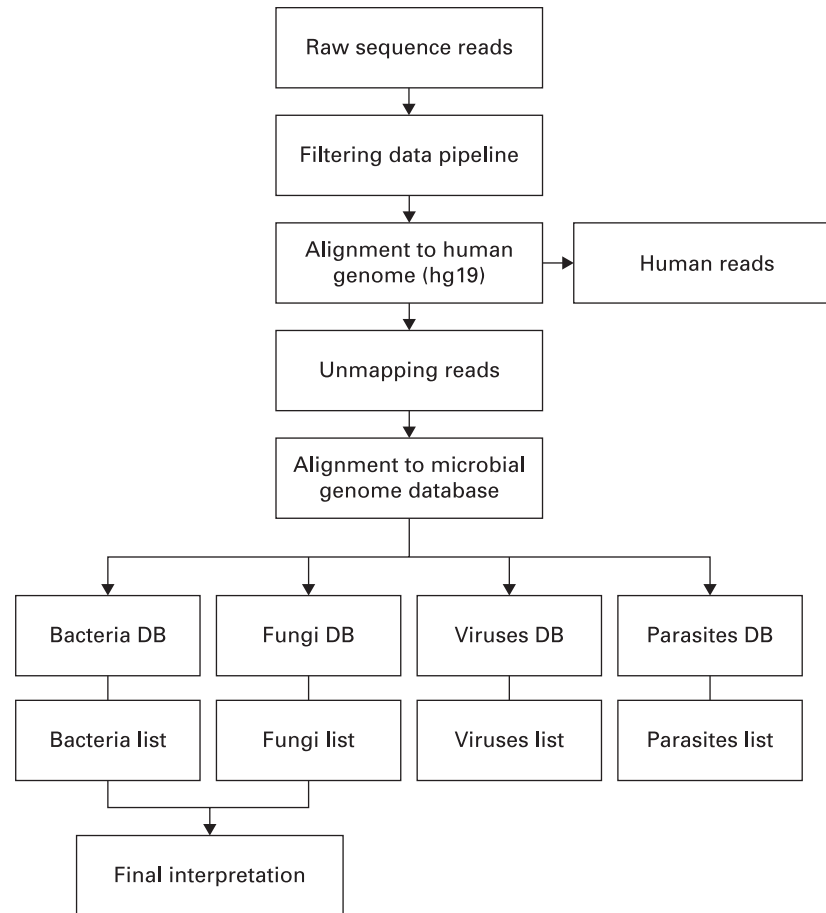 Raw sequence reads
Filtering data pipeline
Alignment to human
genome (hg19)
Human reads
Unmapping reads
Alignment to microbial
genome database
Bacteria DB
Fungi DB
Viruses DB
Parasites DB
Bacteria list
Fungi list
Viruses list
Parasites list
Final interpretation